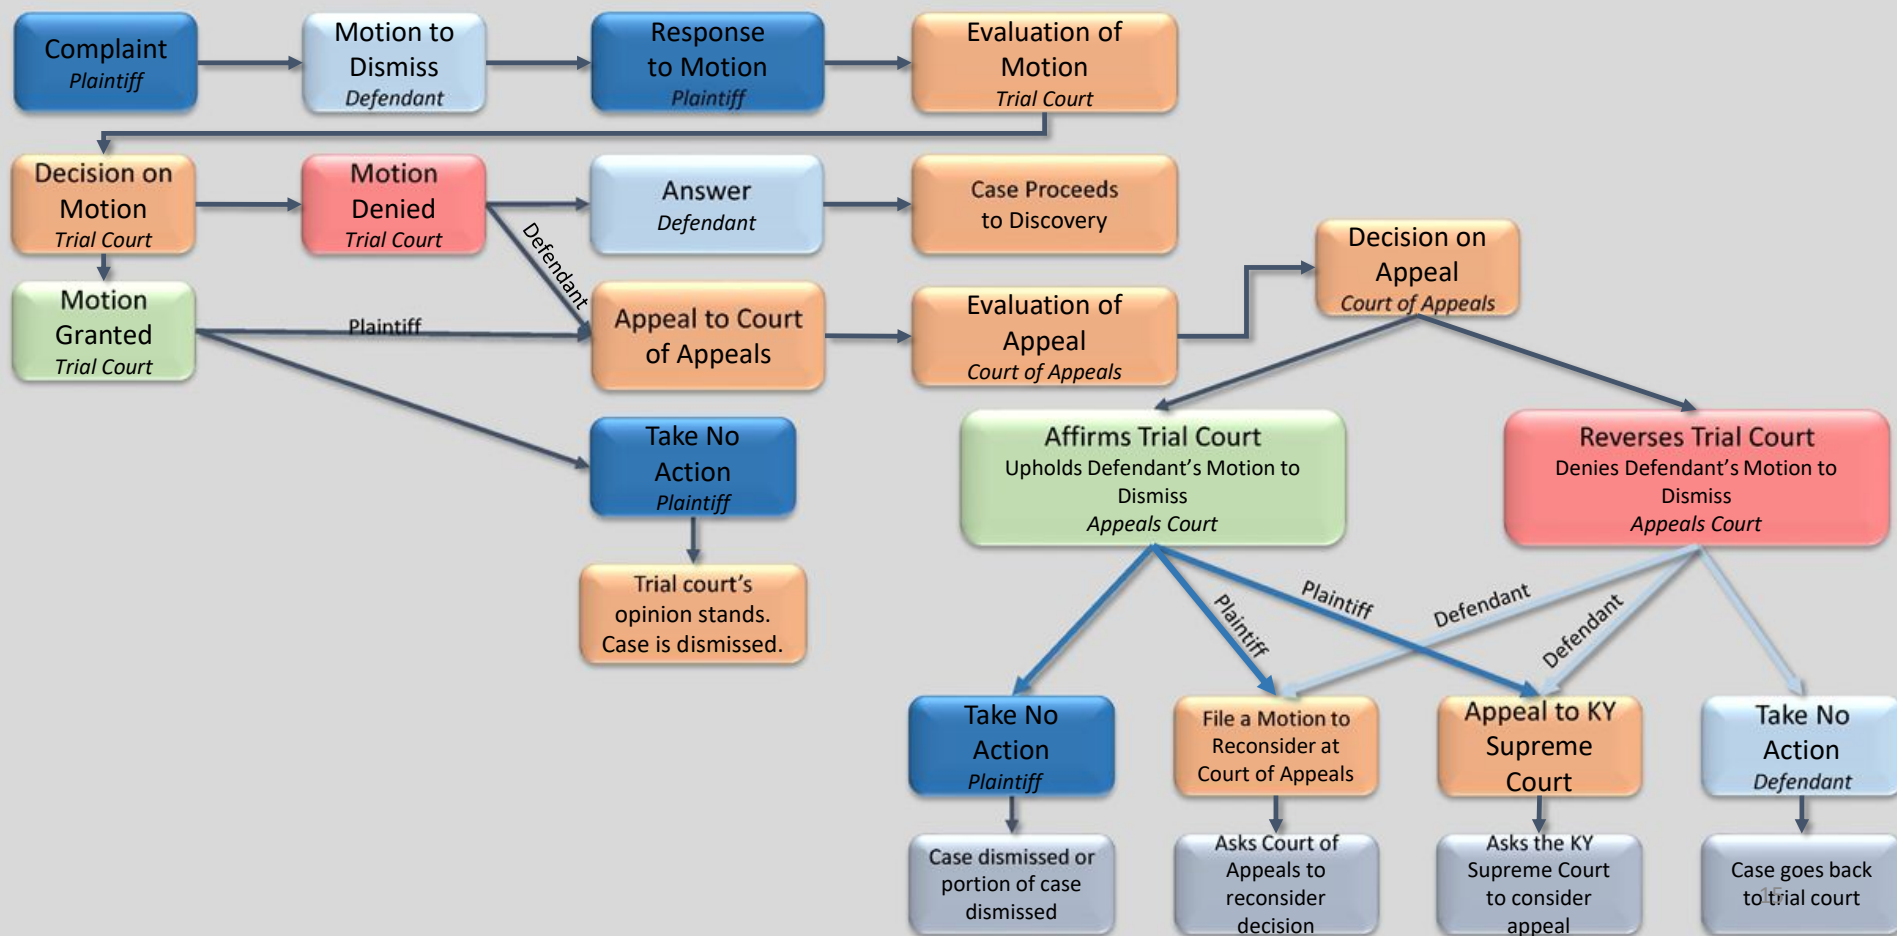 Complaint
Plaintiff
Motion to
Dismiss
Defendant
Response
to Motion
Plaintiff
Evaluation of
Motion
Trial Court
Decision on
Motion
Trial Court
Motion
Denied
Trial Court
Answer
Defendant
Case Proceeds
to Discovery
Defendant
Motion
Granted
Trial Court
Plaintiff
Appeal to Court
of Appeals
Evaluation of
Appeal
Court of Appeals
Decision on
Appeal
Court of Appeals
Take No
Action
Plaintiff
Trial court's
opinion stands.
Case is dismissed.
Affirms Trial Court
Upholds Defendant's Motion to
Dismiss
Appeals Court
Reverses Trial Court
Denies Defendant's Motion to
Dismiss
Appeals Court
Plaintiff
Plaintiff
Defendant
Defendant
Take No
Action
Plaintiff
File a Motion to
Reconsider at
Court of Appeals
Appeal to KY
Supreme
Court
Take No
Action
Defendant
Case dismissed or
portion of case
dismissed
Asks Court of
Appeals to
reconsider
decision
Asks the KY
Supreme Court
to consider
appeal
Case goes back
to trial court
15